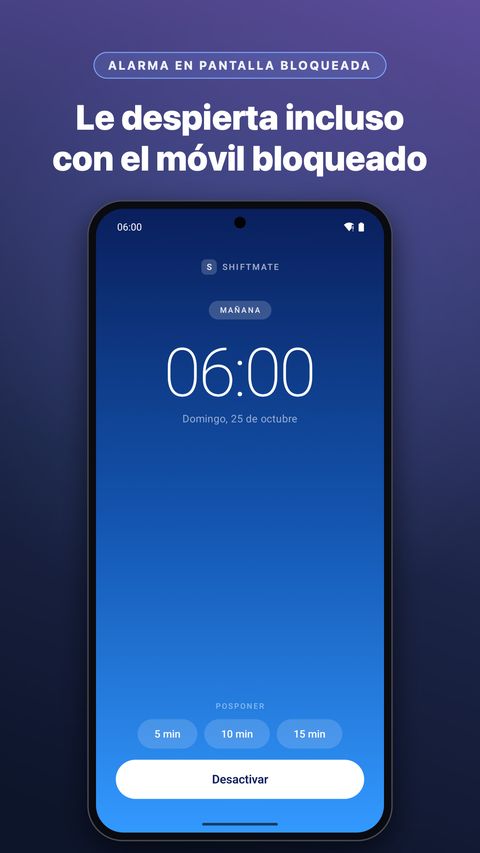 ALARMA EN PANTALLA BLOQUEADA
Le despierta incluso
con el móvil bloqueado
06:00
S SHIFTMATE
MAÑANA
06:00
Domingo, 25 de octubre
POSPONER
5 min 10 min 15 min
Desactivar